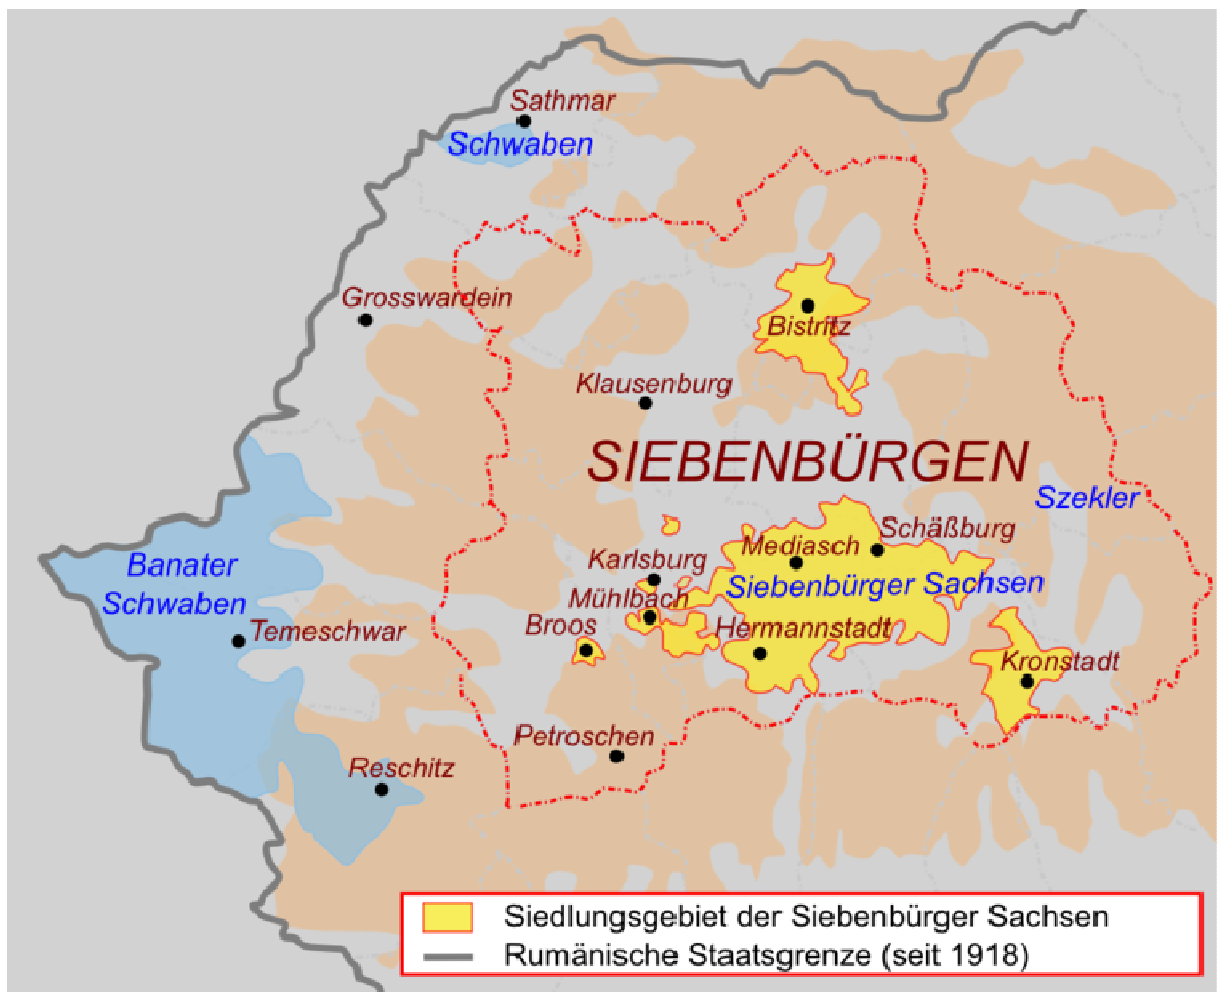 Sathmar
Schwaben
Grosswardein
Bistritz
Klausenburg
SIEBENBÜRGEN
Szekler
Schäßburg
Mediasch
Karlsburg
Siebenbürger Sachsen
Banater
Schwaben
Mühlbach
Broos
Hermannstadt
Temeschwar
Kronstadt
Petroschen
Reschitz
Siedlungsgebiet der Siebenbürger Sachsen
Rumänische Staatsgrenze (seit 1918)